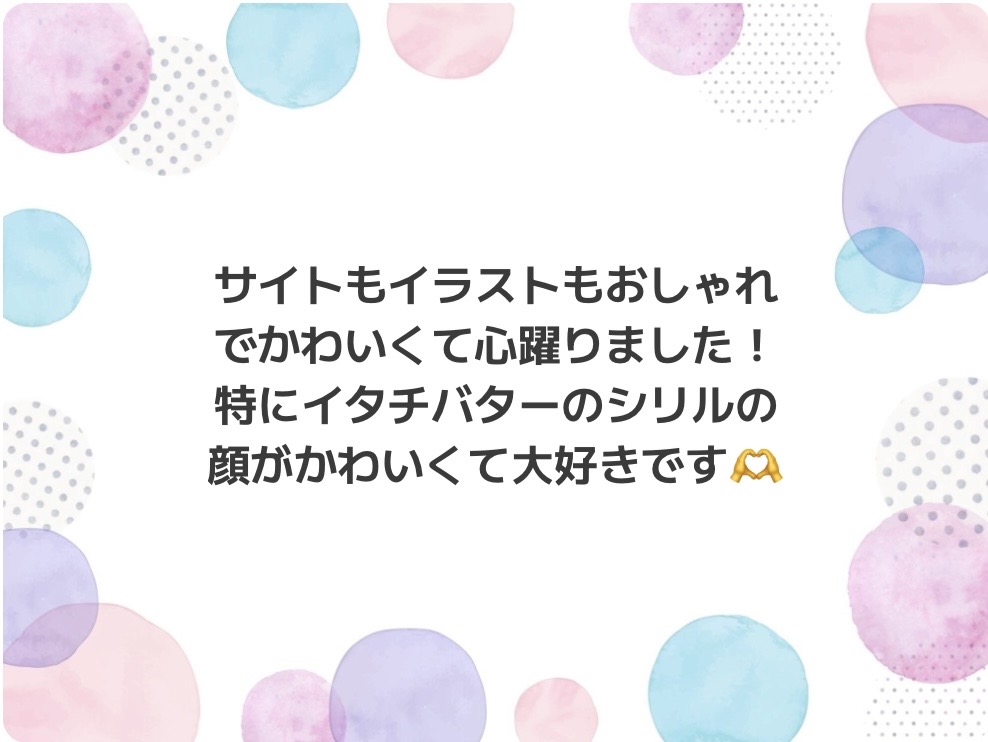 サイトもイラストもおしゃれ
でかわいくて心躍りました！
特にイタチバターのシリルの
顔がかわいくて大好きです🫶